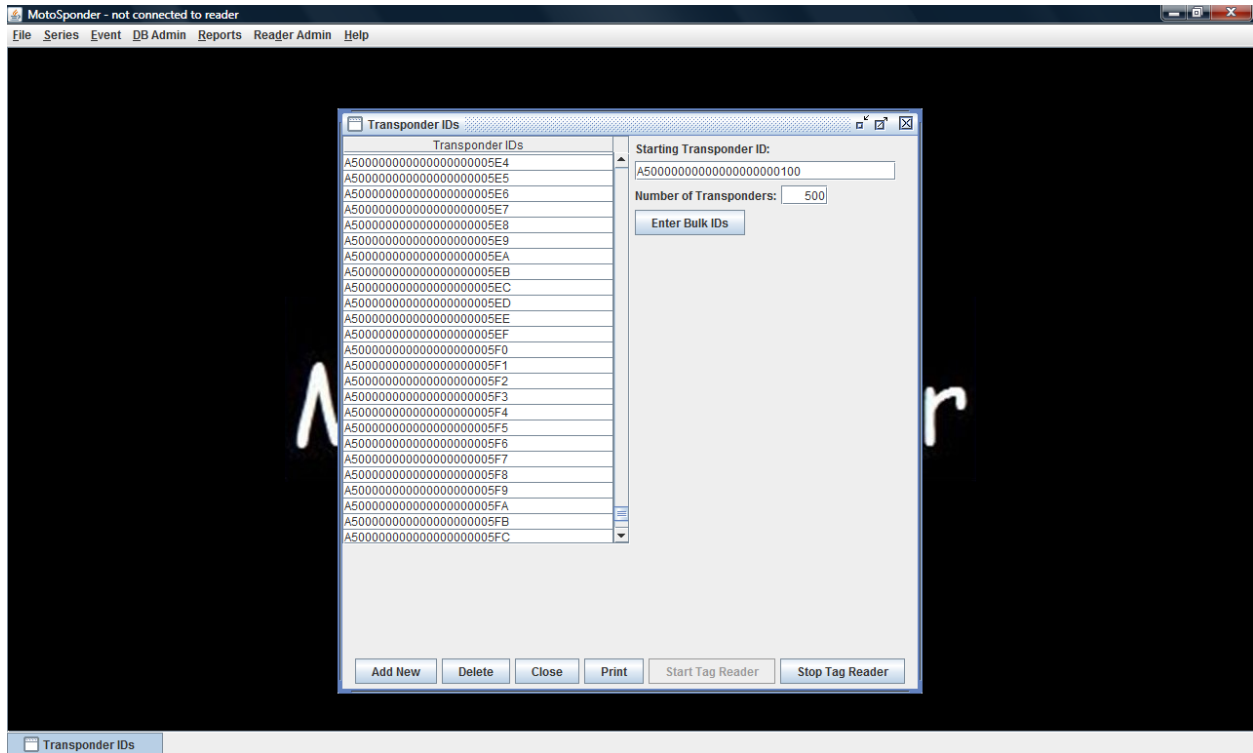 MotoSponder - not connected to reader
File Series Event DB Admin Reports Reader Admin Help
Transponder IDs
Transponder IDs
A500000000000000000005E4
A500000000000000000005E5
A500000000000000000005E6
A500000000000000000005E7
A500000000000000000005E8
A500000000000000000005E9
A500000000000000000005EA
A500000000000000000005EB
A500000000000000000005EC
A500000000000000000005ED
A500000000000000000005EE
A500000000000000000005EF
A500000000000000000005F0
A500000000000000000005F1
A500000000000000000005F2
A500000000000000000005F3
A500000000000000000005F4
A500000000000000000005F5
A500000000000000000005F6
A500000000000000000005F7
A500000000000000000005F8
A500000000000000000005F9
A500000000000000000005FA
A500000000000000000005FB
A500000000000000000005FC
Starting Transponder ID:
A50000000000000000000100
Number of Transponders: 500
Enter Bulk IDs
Add New Delete Close Print Start Tag Reader Stop Tag Reader
Transponder IDs